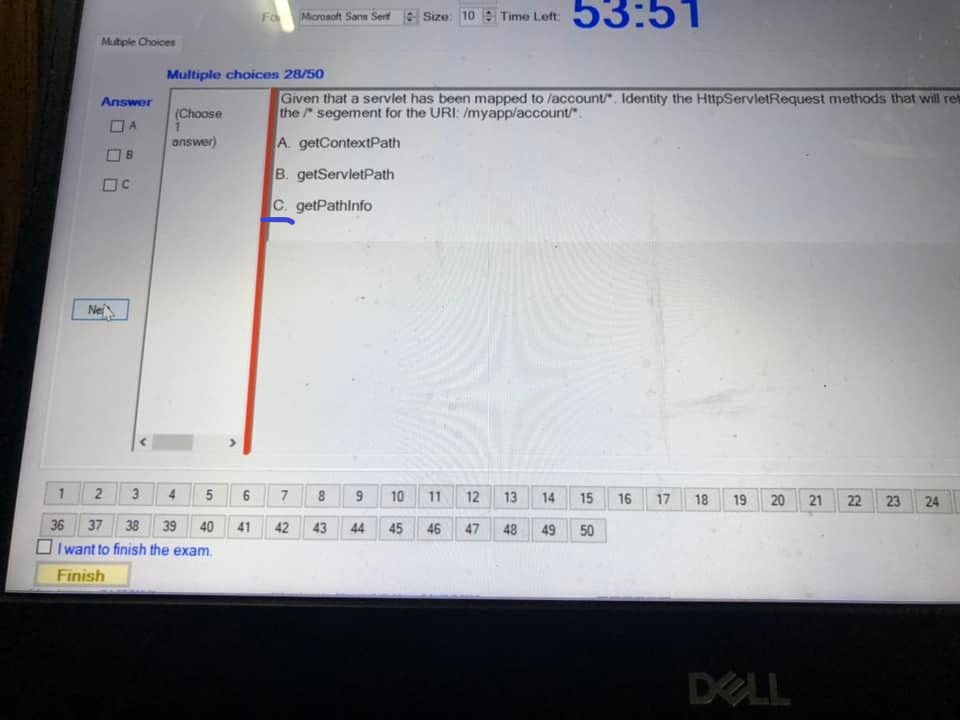 Microsoft Sans Serif Size: 10 Time Left: 53:51
Multiple Choices
Multiple choices 28/50
Answer
A
B
C
(Choose
1
answer)
Given that a servlet has been mapped to /account/*. Identity the HttpServletRequest methods that will
the /* segement for the URI: /myapp/account/*.
A. getContextPath
B. getServletPath
C. getPathInfo
1 2 3 4 5 6 7 8 9 10 11 12 13 14 15 16 17 18 19 20 21 22 23 24
36 37 38 39 40 41 42 43 44 45 46 47 48 49 50
I want to finish the exam.
Finish
DELL